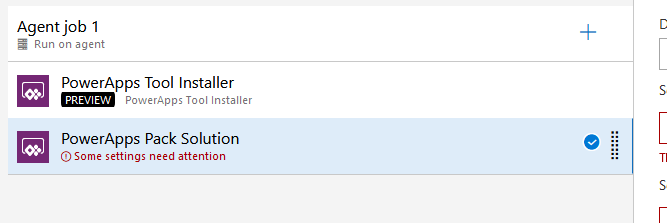 Agent job 1
Run on agent
PowerApps Tool Installer
PREVIEW PowerApps Tool Installer
PowerApps Pack Solution
Some settings need attention